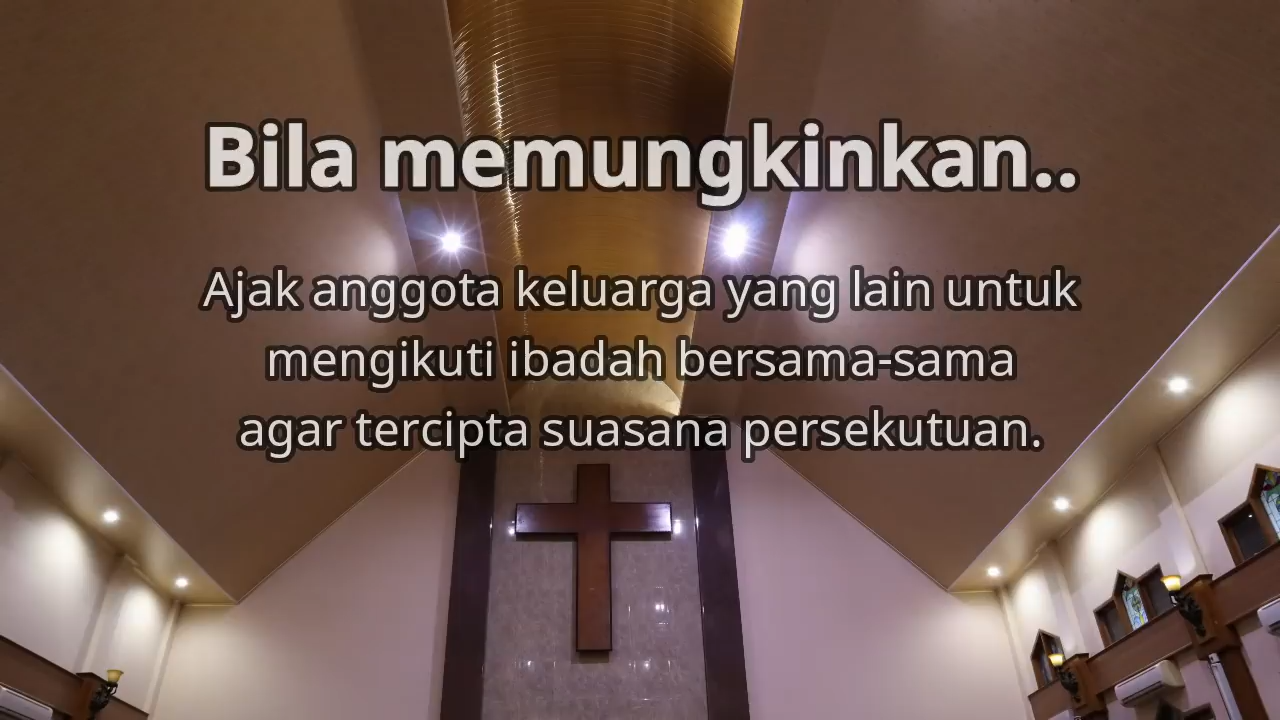 Bila memungkinkan..
Ajak anggota keluarga yang lain untuk
mengikuti ibadah bersama-sama
agar tercipta suasana persekutuan.